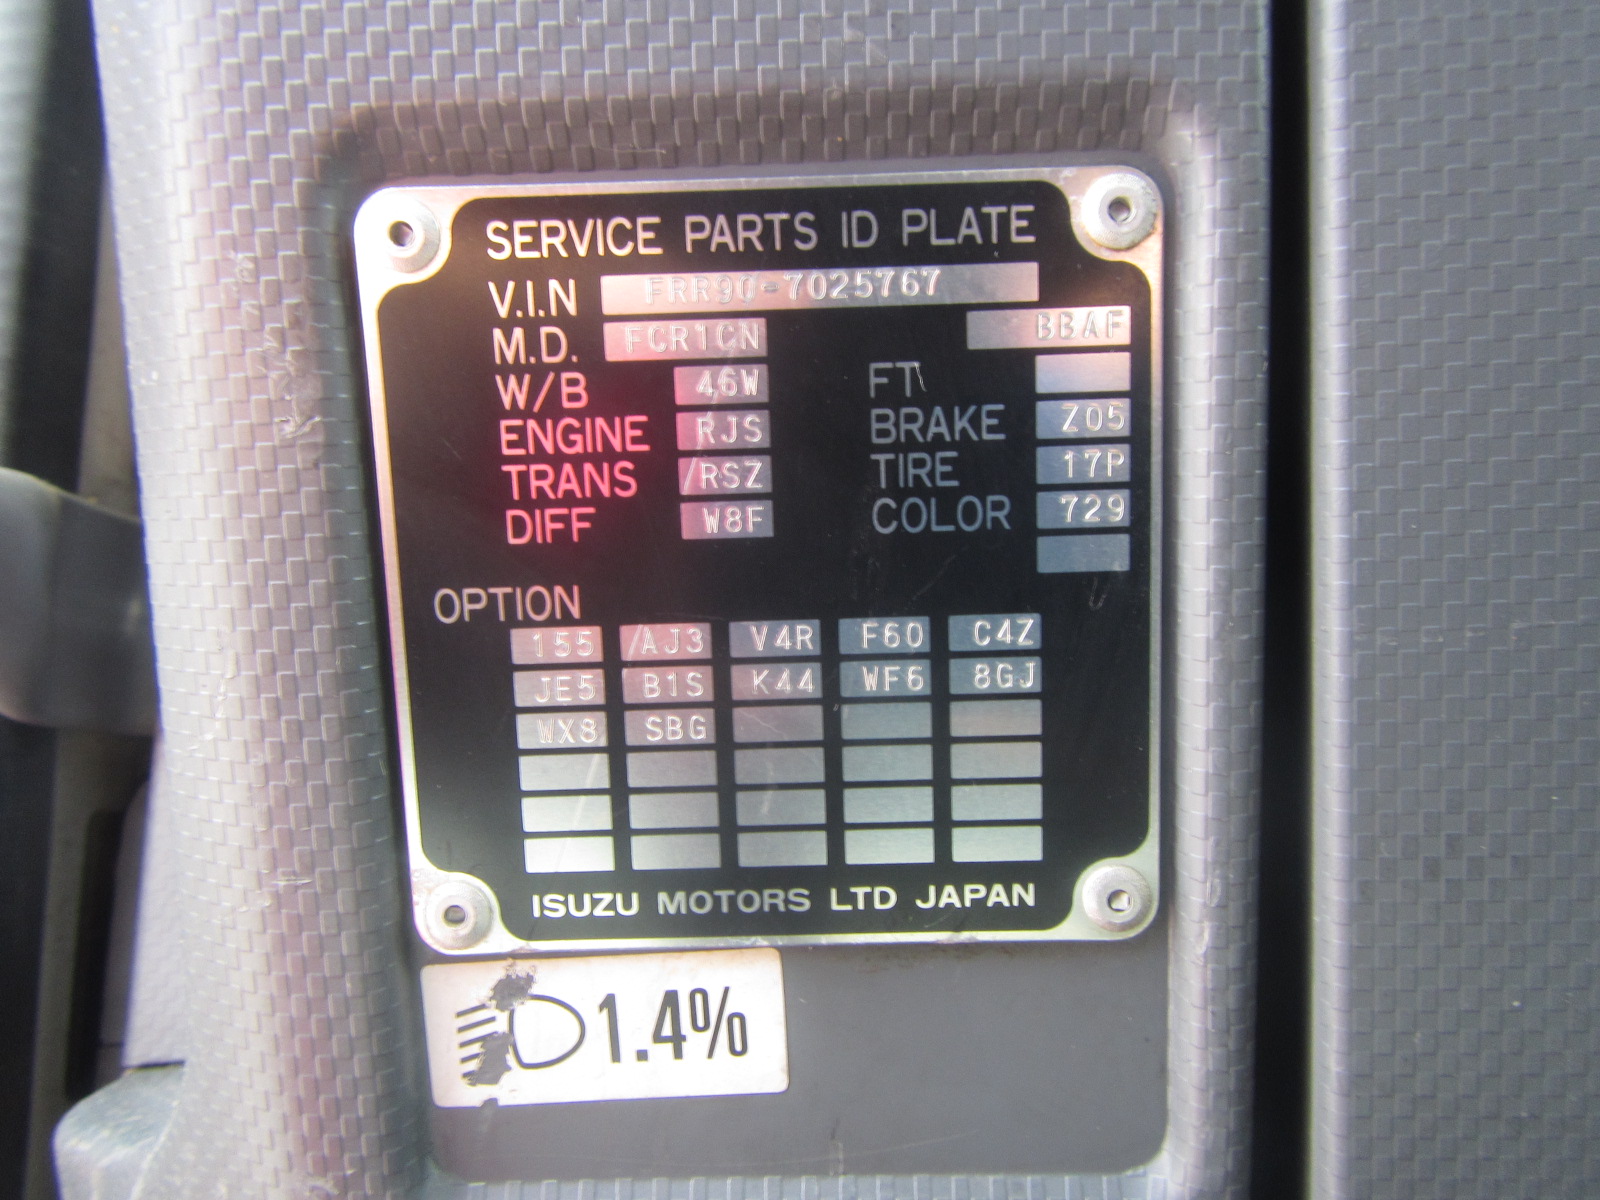 SERVICE PARTS ID PLATE
V.I.N FRR90-7025767
M.D. FCR1CN BBAF
W/B 46W FT
ENGINE RJS BRAKE Z05
TRANS /RSZ TIRE 17P
DIFF W8F COLOR 729
OPTION
155 /AJ3 V4R F60 C4Z
JE5 B1S K44 WF6 8GJ
WX8 SBG
ISUZU MOTORS LTD JAPAN
1.4%